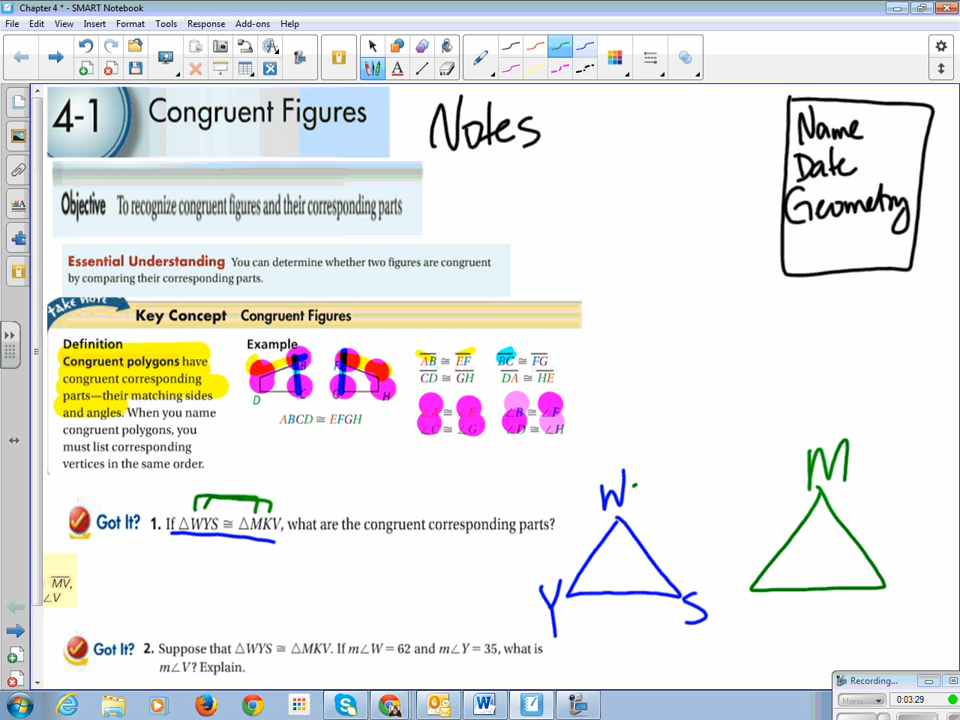 Chapter 4 * - SMART Notebook
File Edit View Insert Format Tools Response Add-ons Help
4-1 Congruent Figures
Notes
Name
Date
Geometry
Objective To recognize congruent figures and their corresponding parts
Essential Understanding You can determine whether two figures are congruent
by comparing their corresponding parts.
take note
Key Concept Congruent Figures
Definition
Congruent polygons have
congruent corresponding
parts—their matching sides
and angles. When you name
congruent polygons, you
must list corresponding
vertices in the same order.
Example
B
D
C
H
ABCD ≅ EFGH
AB ≅ EF BC ≅ FG
CD ≅ GH DA ≅ HE
∠A ≅ ∠E ∠B ≅ ∠F
∠C ≅ ∠G ∠D ≅ ∠H
Got It? 1. If △WYS ≅ △MKV, what are the congruent corresponding parts?
W
Y
S
M
MV,
∠V
Got It? 2. Suppose that △WYS ≅ △MKV. If m∠W = 62 and m∠Y = 35, what is
m∠V? Explain.
Recording...
Menu
0:03:29